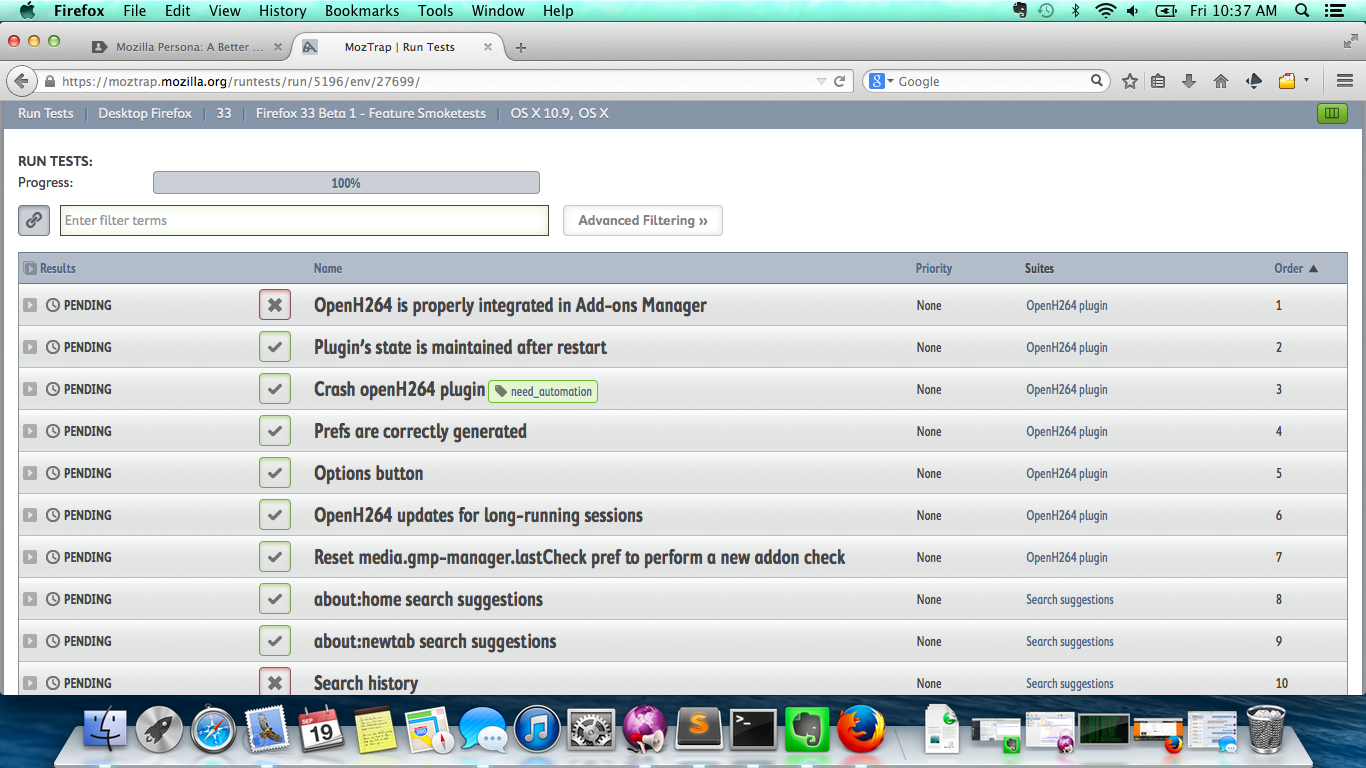 Firefox File Edit View History Bookmarks Tools Window Help Fri 10:37 AM
Mozilla Persona: A Better ... MozTrap | Run Tests
https://moztrap.mozilla.org/runtests/run/5196/env/27699/ Google
Run Tests | Desktop Firefox | 33 | Firefox 33 Beta 1 - Feature Smoketests | OS X 10.9, OS X
RUN TESTS:
Progress: 100%
Enter filter terms Advanced Filtering »
Results Name Priority Suites Order
PENDING OpenH264 is properly integrated in Add-ons Manager None OpenH264 plugin 1
PENDING Plugin's state is maintained after restart None OpenH264 plugin 2
PENDING Crash openH264 plugin need_automation None OpenH264 plugin 3
PENDING Prefs are correctly generated None OpenH264 plugin 4
PENDING Options button None OpenH264 plugin 5
PENDING OpenH264 updates for long-running sessions None OpenH264 plugin 6
PENDING Reset media.gmp-manager.lastCheck pref to perform a new addon check None OpenH264 plugin 7
PENDING about:home search suggestions None Search suggestions 8
PENDING about:newtab search suggestions None Search suggestions 9
PENDING Search history None Search suggestions 10
SEP
19